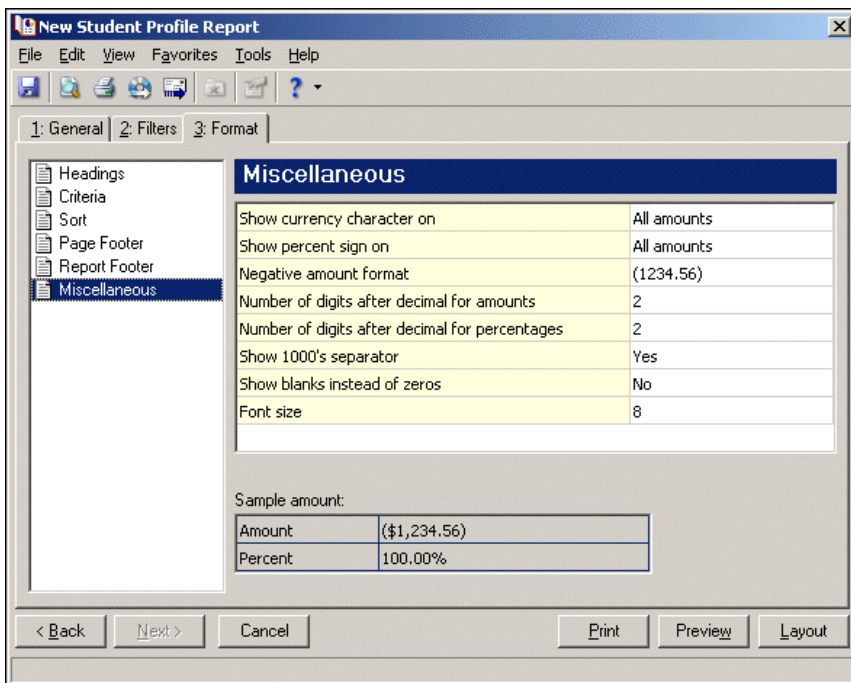 New Student Profile Report
File Edit View Favorites Tools Help
1: General 2: Filters 3: Format
Headings
Criteria
Sort
Page Footer
Report Footer
Miscellaneous
Miscellaneous
Show currency character on All amounts
Show percent sign on All amounts
Negative amount format (1234.56)
Number of digits after decimal for amounts 2
Number of digits after decimal for percentages 2
Show 1000's separator Yes
Show blanks instead of zeros No
Font size 8
Sample amount:
Amount ($1,234.56)
Percent 100.00%
< Back Next > Cancel Print Preview Layout